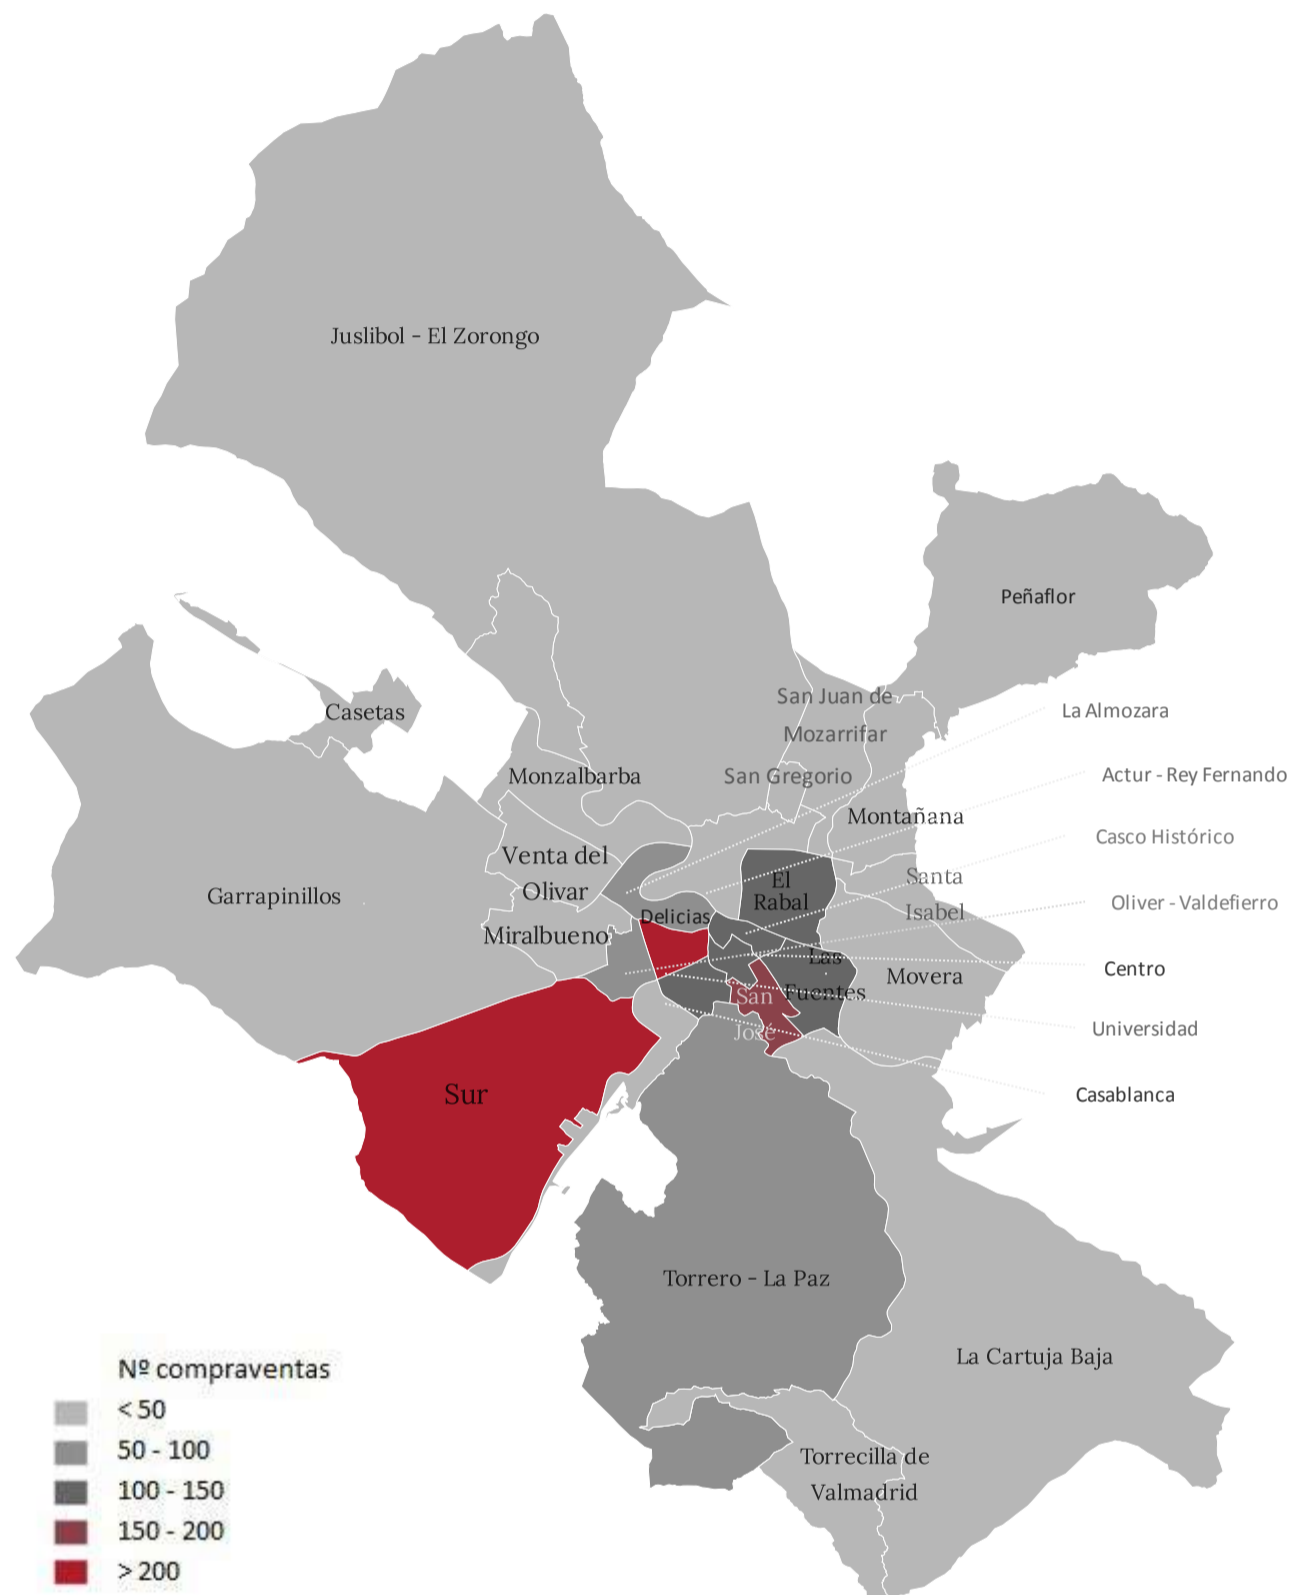 Juslibol - El Zorongo
Peñaflor
San Juan de
Mozarrifar
La Almozara
Casetas
Monzalbarba
San Gregorio
Actur - Rey Fernando
Montañana
Casco Histórico
Venta del
Olivar
Garrapinillos
El
Rabal
Santa
Isabel
Oliver - Valdefierro
Delicias
Miralbueno
Las
Fuentes
Movera
Centro
San
José
Universidad
Sur
Casablanca
Torrero - La Paz
La Cartuja Baja
Torrecilla de
Valmadrid
Nº compraventas
< 50
50 - 100
100 - 150
150 - 200
> 200